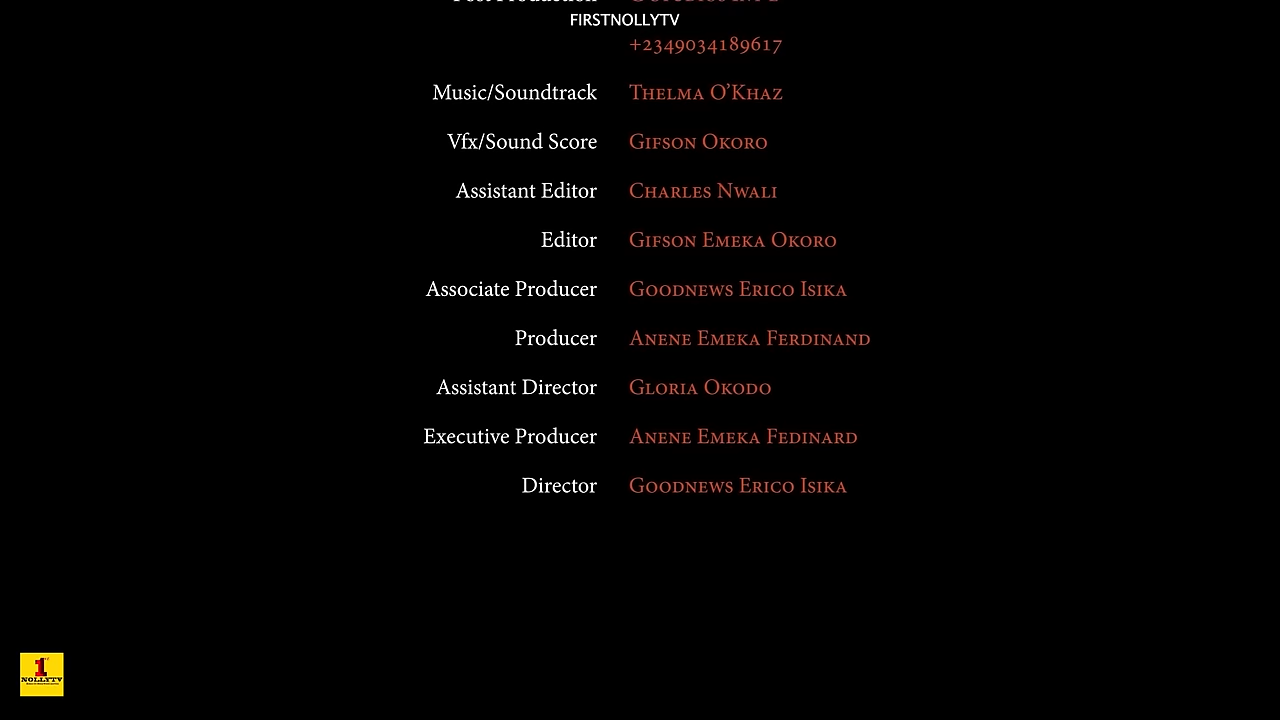 FIRSTNOLLYTV
+2349034189617
Music/Soundtrack Thelma O'Khaz
Vfx/Sound Score Gifson Okoro
Assistant Editor Charles Nwali
Editor Gifson Emeka Okoro
Associate Producer Goodnews Erico Isika
Producer Anene Emeka Ferdinand
Assistant Director Gloria Okodo
Executive Producer Anene Emeka Fedinard
Director Goodnews Erico Isika
1ST
NOLLYTV